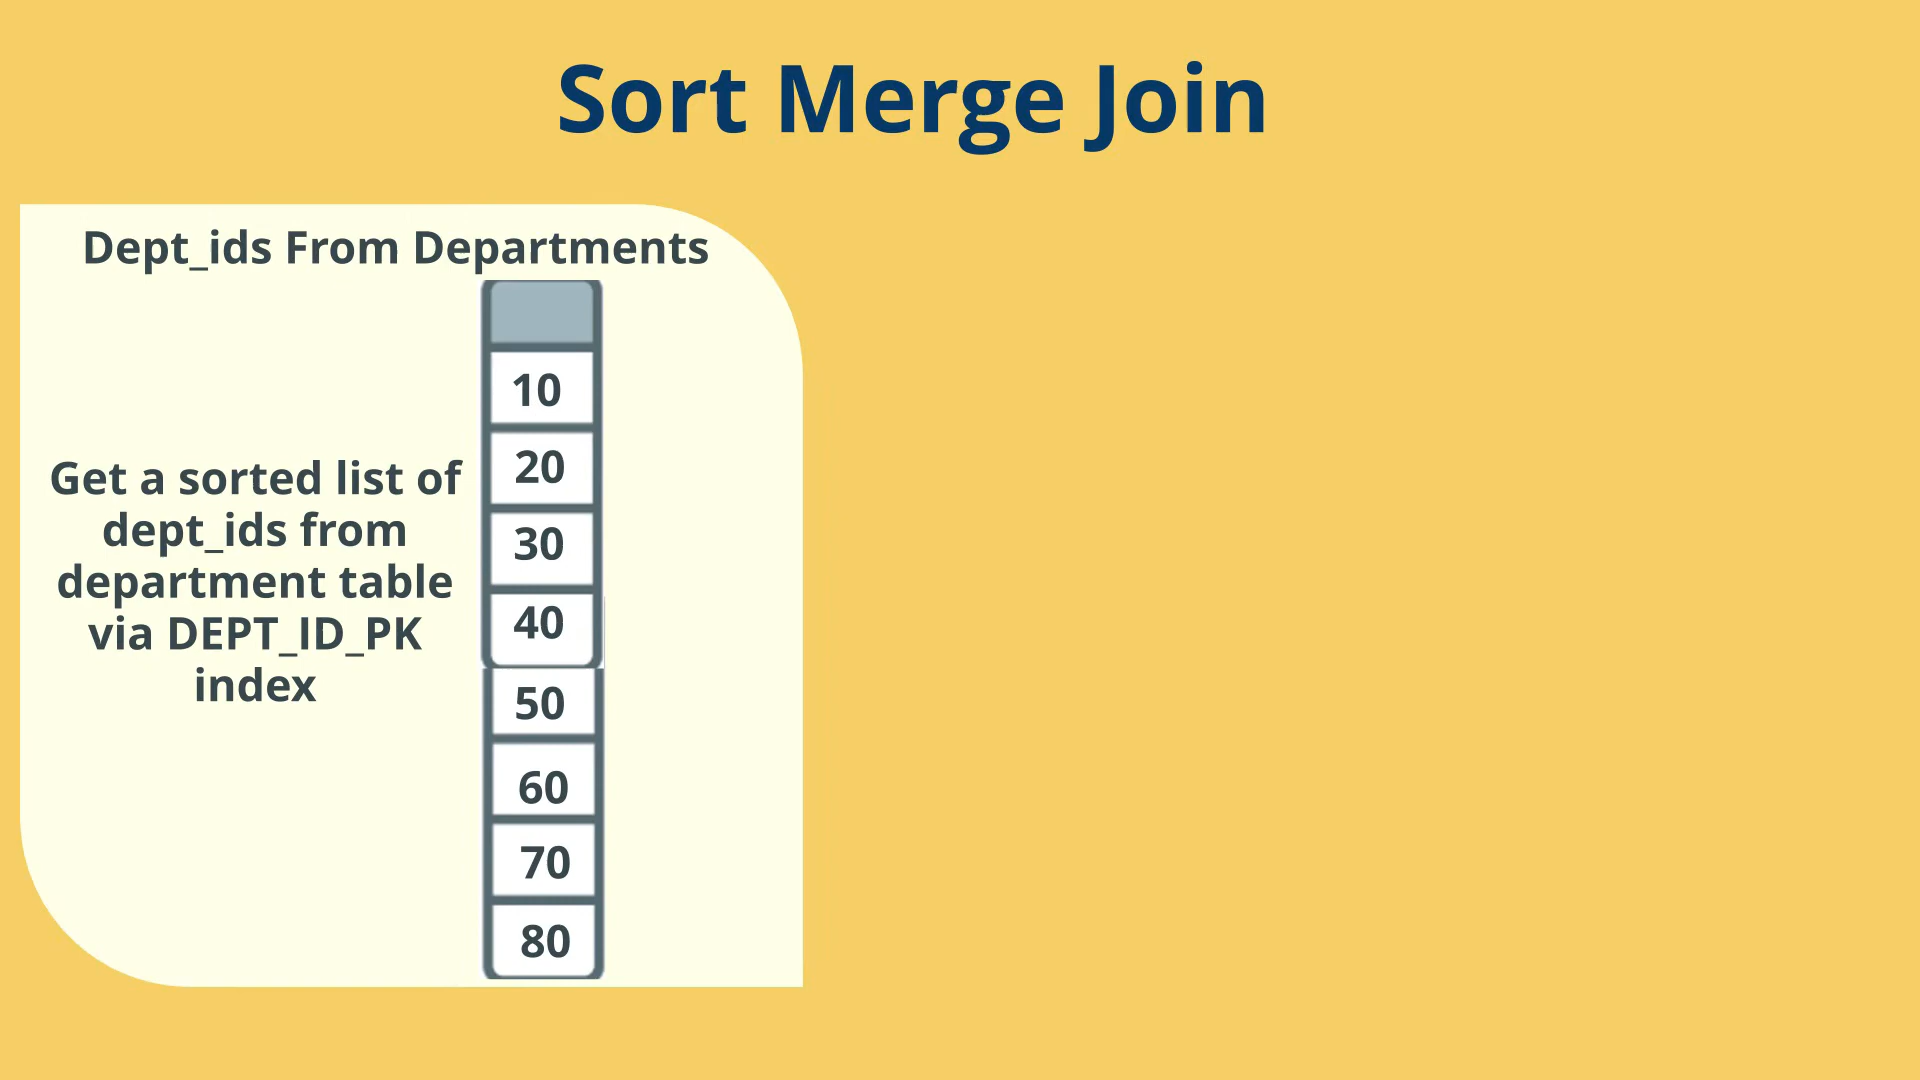 Sort Merge Join
Dept_ids From Departments
Get a sorted list of
dept_ids from
department table
via DEPT_ID_PK
index
10
20
30
40
50
60
70
80